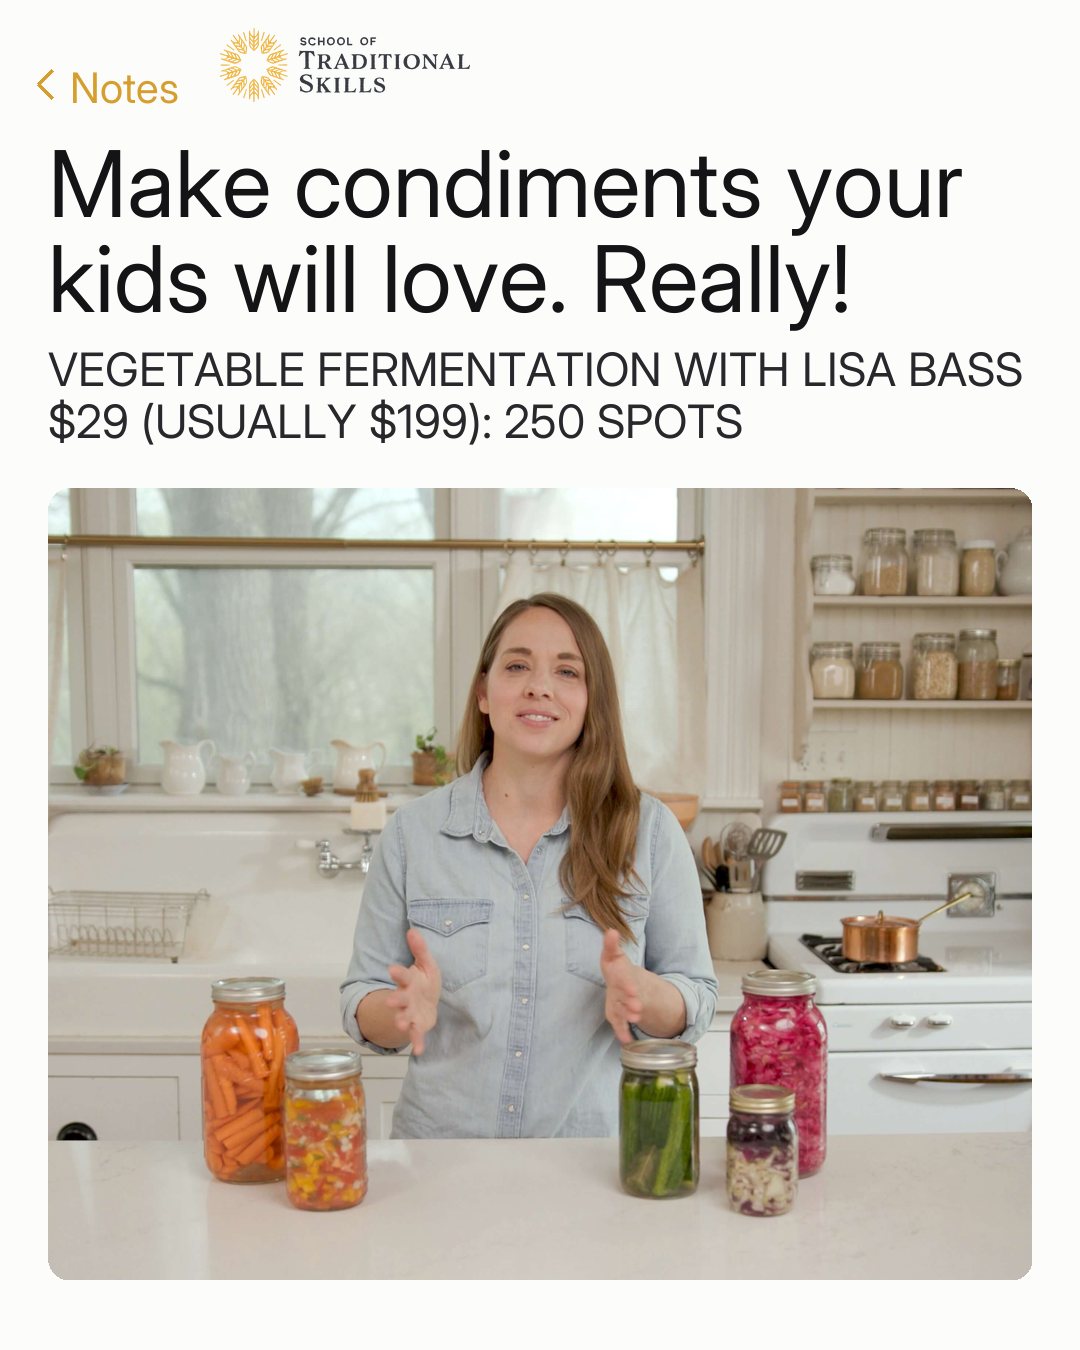 SCHOOL OF
TRADITIONAL
SKILLS
Notes
Make condiments your
kids will love. Really!
VEGETABLE FERMENTATION WITH LISA BASS
$29 (USUALLY $199): 250 SPOTS